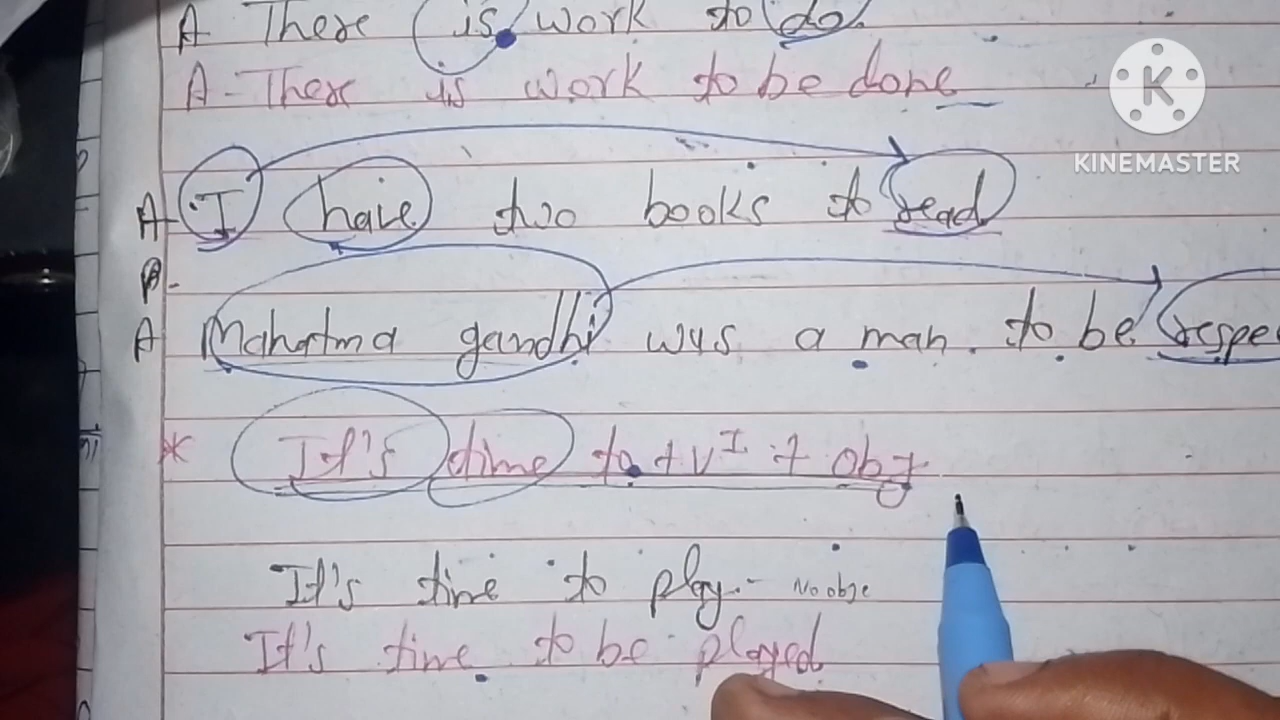 A There is work to do.
A- There is work to be done
K
KINEMASTER
A- I have two books to read
B-
A Mahatma gandhi was a man. to be respe
* It's time to + V I + obj
It's time to play - No obje
It's time to be played.